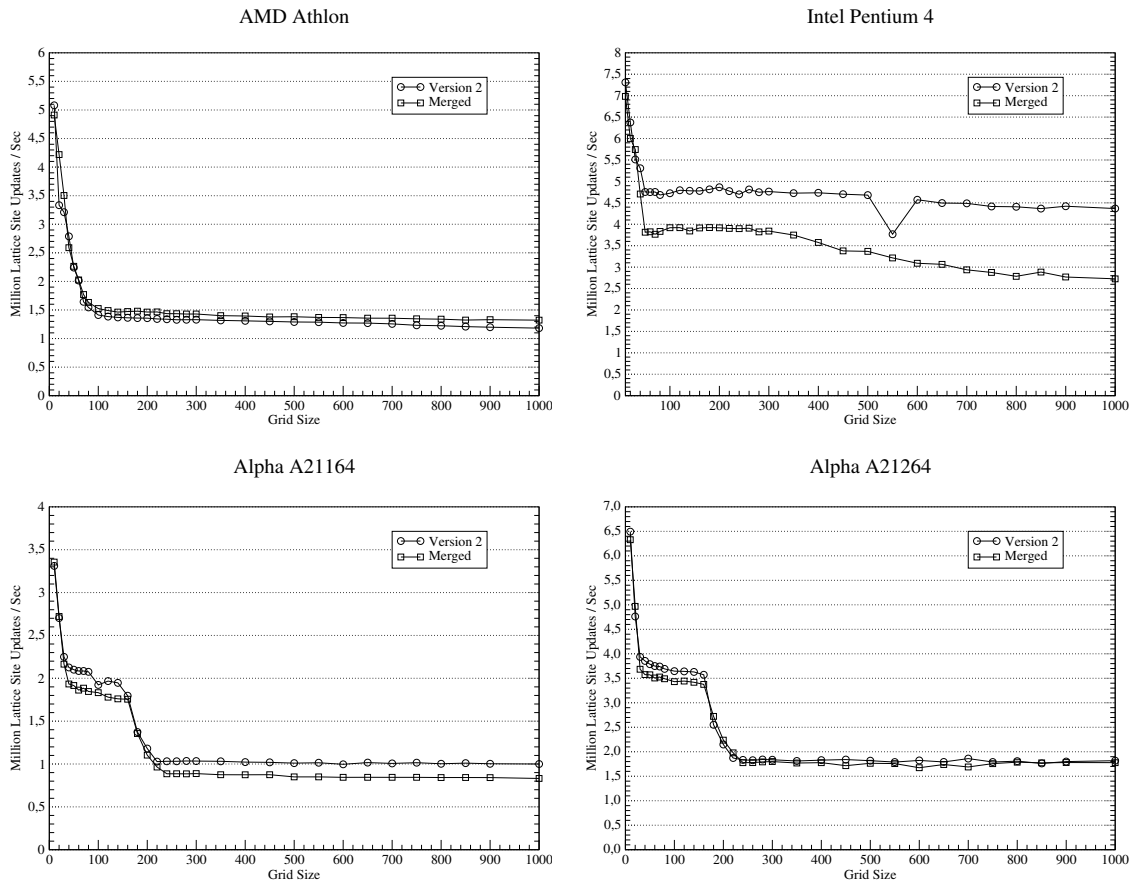 AMD Athlon
Million Lattice Site Updates / Sec
6
5,5
5
4,5
4
3,5
3
2,5
2
1,5
1
0,5
0
Version 2
Merged
0 100 200 300 400 500 600 700 800 900 1000
Grid Size
Intel Pentium 4
Million Lattice Site Updates / Sec
8
7,5
7
6,5
6
5,5
5
4,5
4
3,5
3
2,5
2
1,5
1
0,5
0
Version 2
Merged
100 200 300 400 500 600 700 800 900 1000
Grid Size
Alpha A21164
Million Lattice Site Updates / Sec
4
3,5
3
2,5
2
1,5
1
0,5
0
Version 2
Merged
0 100 200 300 400 500 600 700 800 900 1000
Grid Size
Alpha A21264
Million Lattice Site Updates / Sec
7,0
6,5
6,0
5,5
5,0
4,5
4,0
3,5
3,0
2,5
2,0
1,5
1,0
0,5
0,0
Version 2
Merged
0 100 200 300 400 500 600 700 800 900 1000
Grid Size